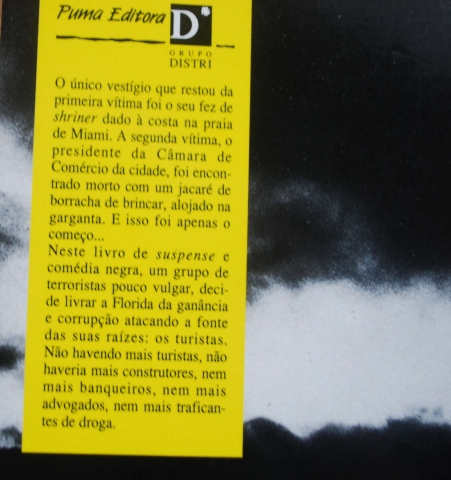 Puma Editora D*
GRUPO
DISTRI
O único vestígio que restou da
primeira vítima foi o seu fez de
shriner dado à costa na praia
de Miami. A segunda vítima, o
presidente da Câmara de
Comércio da cidade, foi encon-
trado morto com um jacaré de
borracha de brincar, alojado na
garganta. E isso foi apenas o
começo...
Neste livro de suspense e
comédia negra, um grupo de
terroristas pouco vulgar, deci-
de livrar a Florida da ganância
e corrupção atacando a fonte
das suas raízes: os turistas.
Não havendo mais turistas, não
haveria mais construtores, nem
mais banqueiros, nem mais
advogados, nem mais trafican-
tes de droga.